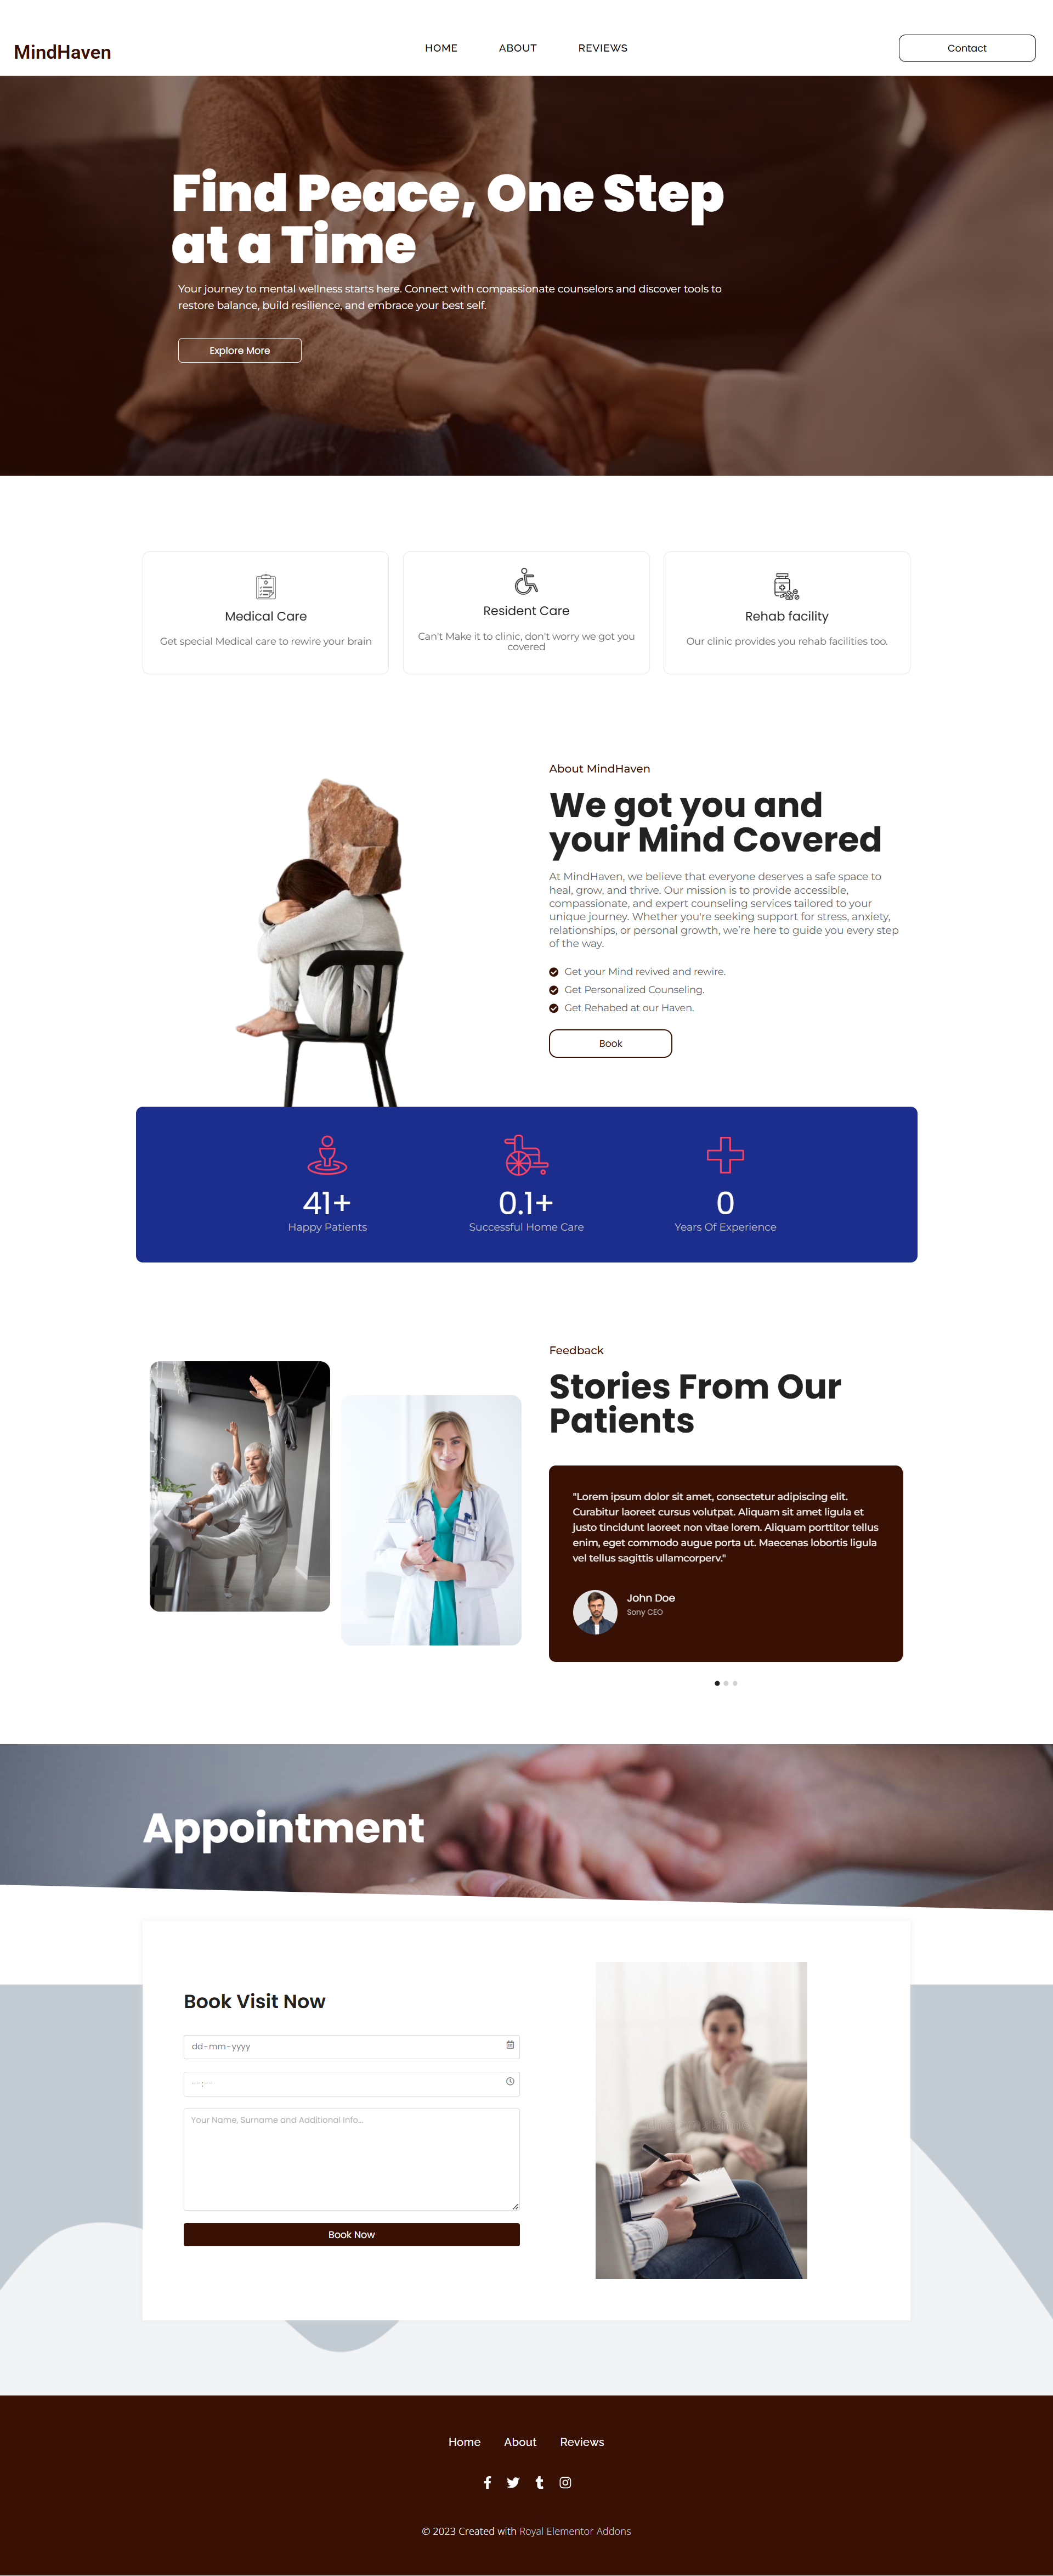 MindHaven
HOME
ABOUT
REVIEWS
Contact
Find Peace, One Step
at a Time
Your journey to mental wellness starts here. Connect with compassionate counselors and discover tools to
restore balance, build resilience, and embrace your best self.
Explore More
Medical Care
Get special Medical care to rewire your brain
Resident Care
Can't Make it to clinic, don't worry we got you
covered
Rehab facility
Our clinic provides you rehab facilities too.
About MindHaven
We got you and
your Mind Covered
At MindHaven, we believe that everyone deserves a safe space to
heal, grow, and thrive. Our mission is to provide accessible,
compassionate, and expert counseling services tailored to your
unique journey. Whether you're seeking support for stress, anxiety,
relationships, or personal growth, we’re here to guide you every step
of the way.
Get your Mind revived and rewire.
Get Personalized Counseling.
Get Rehabed at our Haven.
Book
41+
Happy Patients
0.1+
Successful Home Care
0
Years Of Experience
Feedback
Stories From Our
Patients
"Lorem ipsum dolor sit amet, consectetur adipiscing elit.
Curabitur laoreet cursus volutpat. Aliquam sit amet ligula et
justo tincidunt laoreet non vitae lorem. Aliquam porttitor tellus
enim, eget commodo augue porta ut. Maecenas lobortis ligula
vel tellus sagittis ullamcorperv."
John Doe
Sony CEO
Appointment
Book Visit Now
dd-mm-yyyy
--:--
Your Name, Surname and Additional Info...
Book Now
Home
About
Reviews
© 2023 Created with Royal Elementor Addons